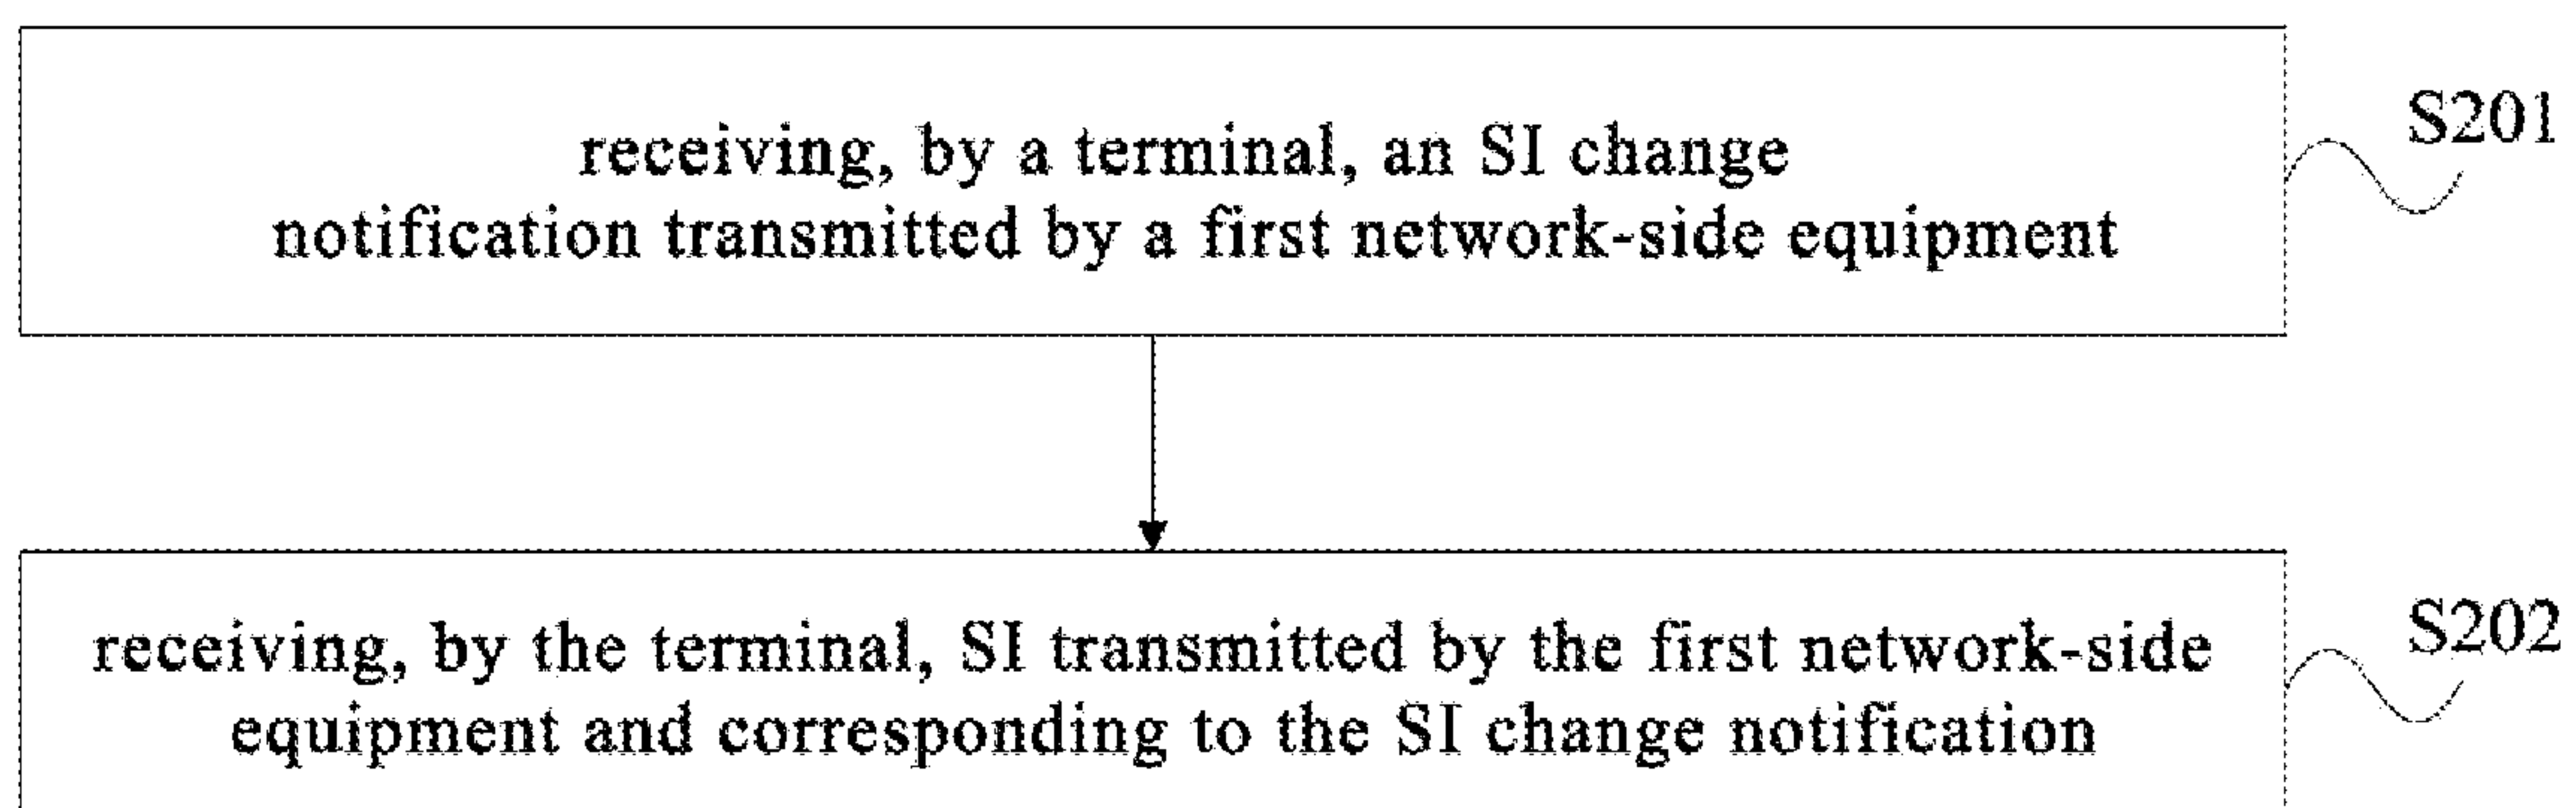 receiving, by a terminal, an SI change
notification transmitted by a first network-side equipment
S201
receiving, by the terminal, SI transmitted by the first network-side
equipment and corresponding to the SI change notification
S202